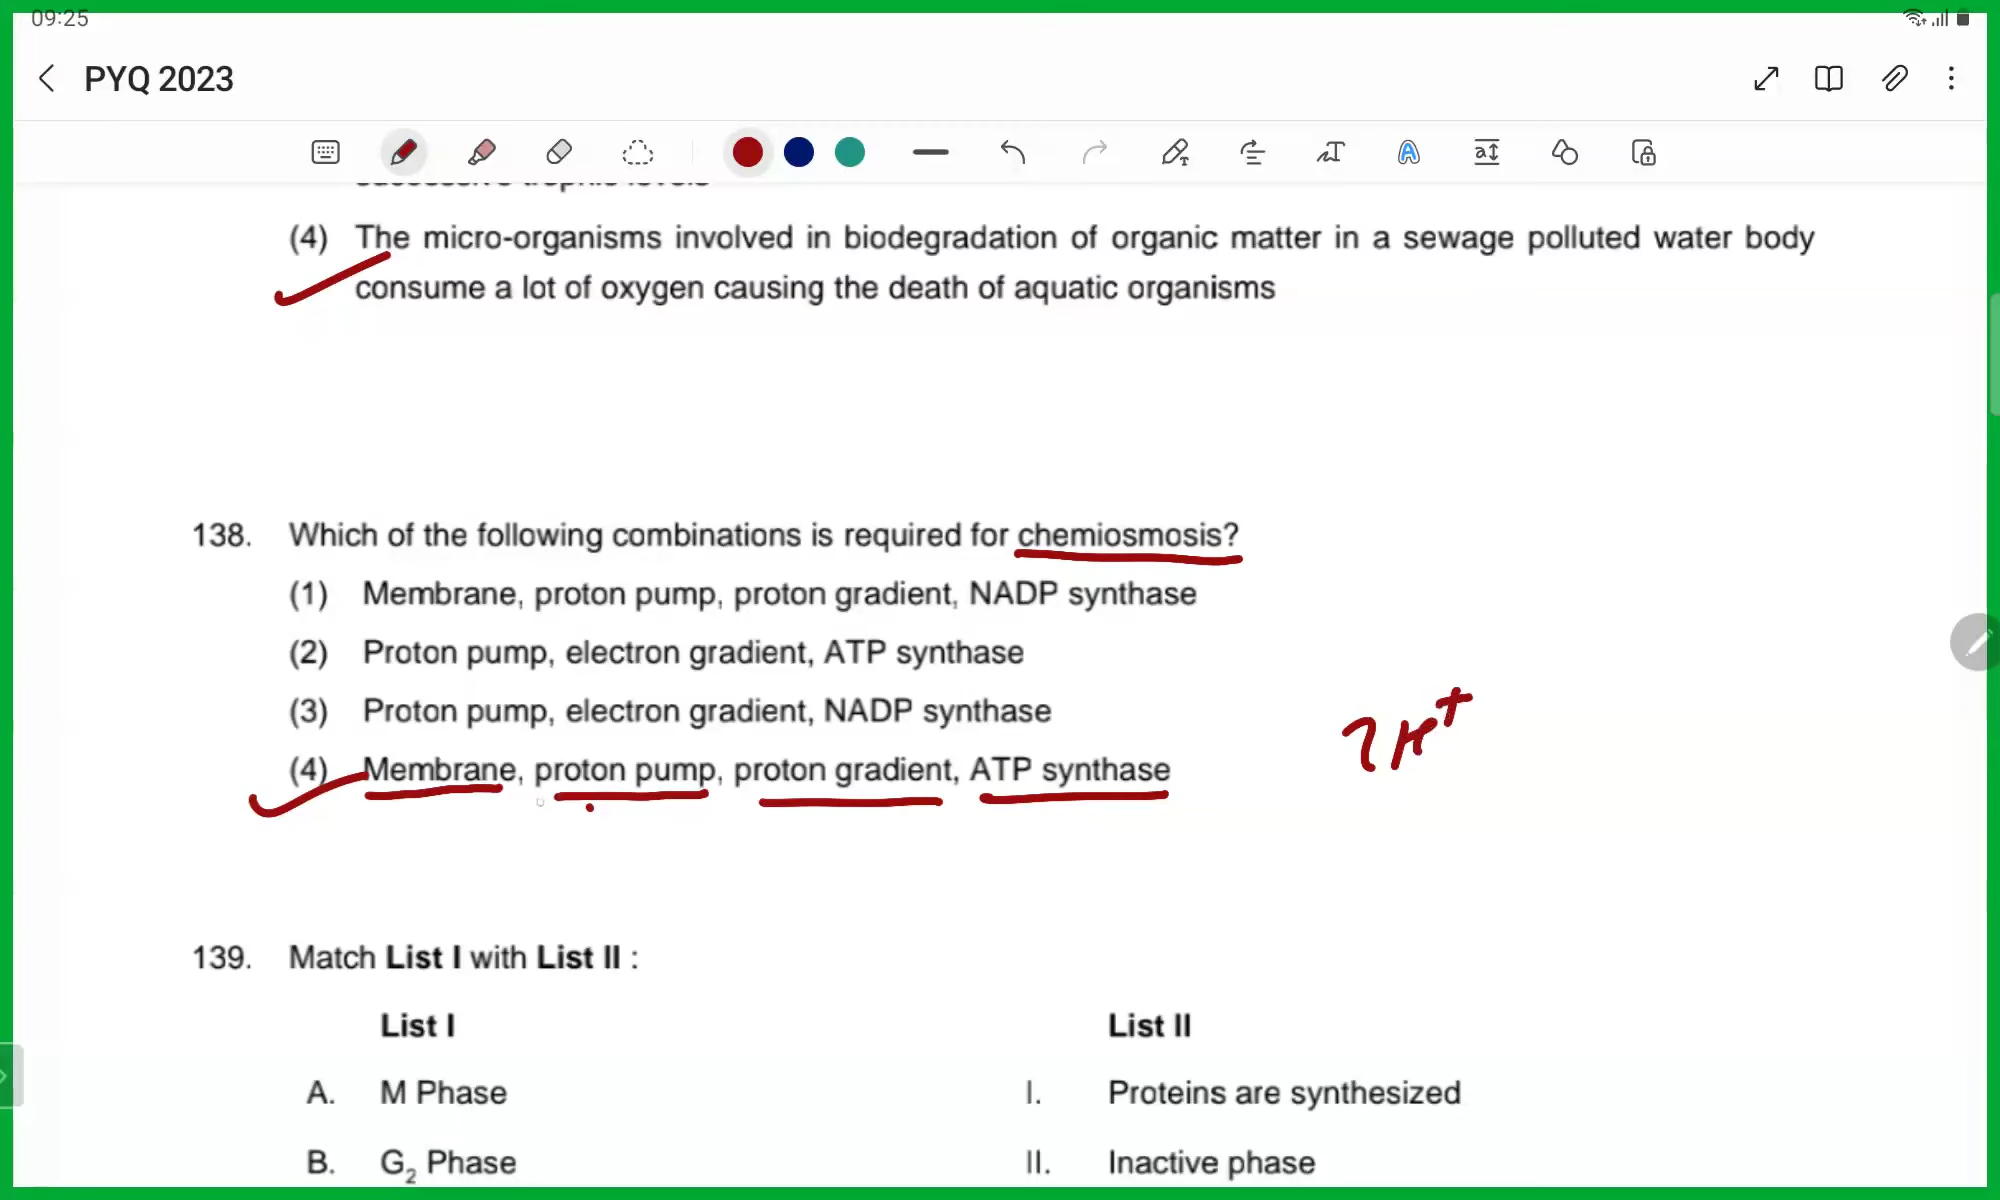 09:25
PYQ 2023
(4) The micro-organisms involved in biodegradation of organic matter in a sewage polluted water body
consume a lot of oxygen causing the death of aquatic organisms
138. Which of the following combinations is required for chemiosmosis?
(1) Membrane, proton pump, proton gradient, NADP synthase
(2) Proton pump, electron gradient, ATP synthase
(3) Proton pump, electron gradient, NADP synthase
(4) Membrane, proton pump, proton gradient, ATP synthase
139. Match List I with List II :
List I List II
A. M Phase I. Proteins are synthesized
B. G₂ Phase II. Inactive phase